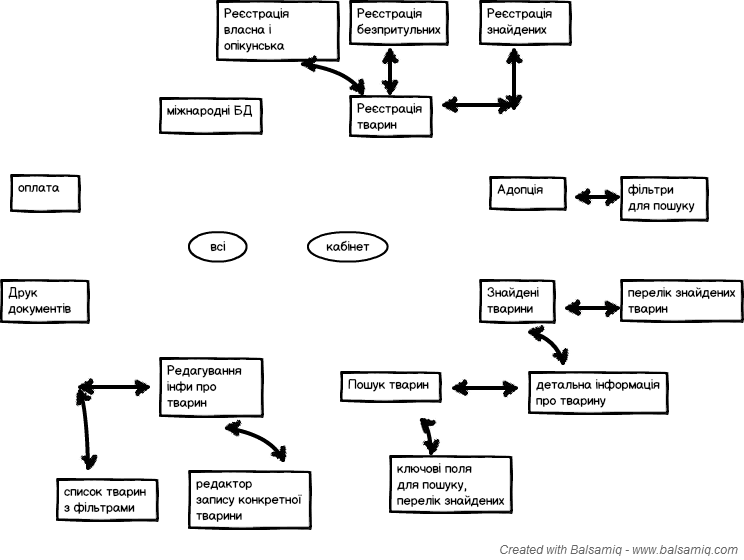 Реєстрація
власна і
опікунська
Реєстрація
безпритульних
Реєстрація
знайдених
міжнародні БД
Реєстрація
тварин
оплата
Адопція
фільтри
для пошуку
всі
кабінет
Друк
документів
Знайдені
тварини
перелік знайдених
тварин
Редагування
інфи про
тварин
Пошук тварин
детальна інформація
про тварину
список тварин
з фільтрами
редактор
запису конкретної
тварини
ключові поля
для пошуку,
перелік знайдених
Created with Balsamiq - www.balsamiq.com